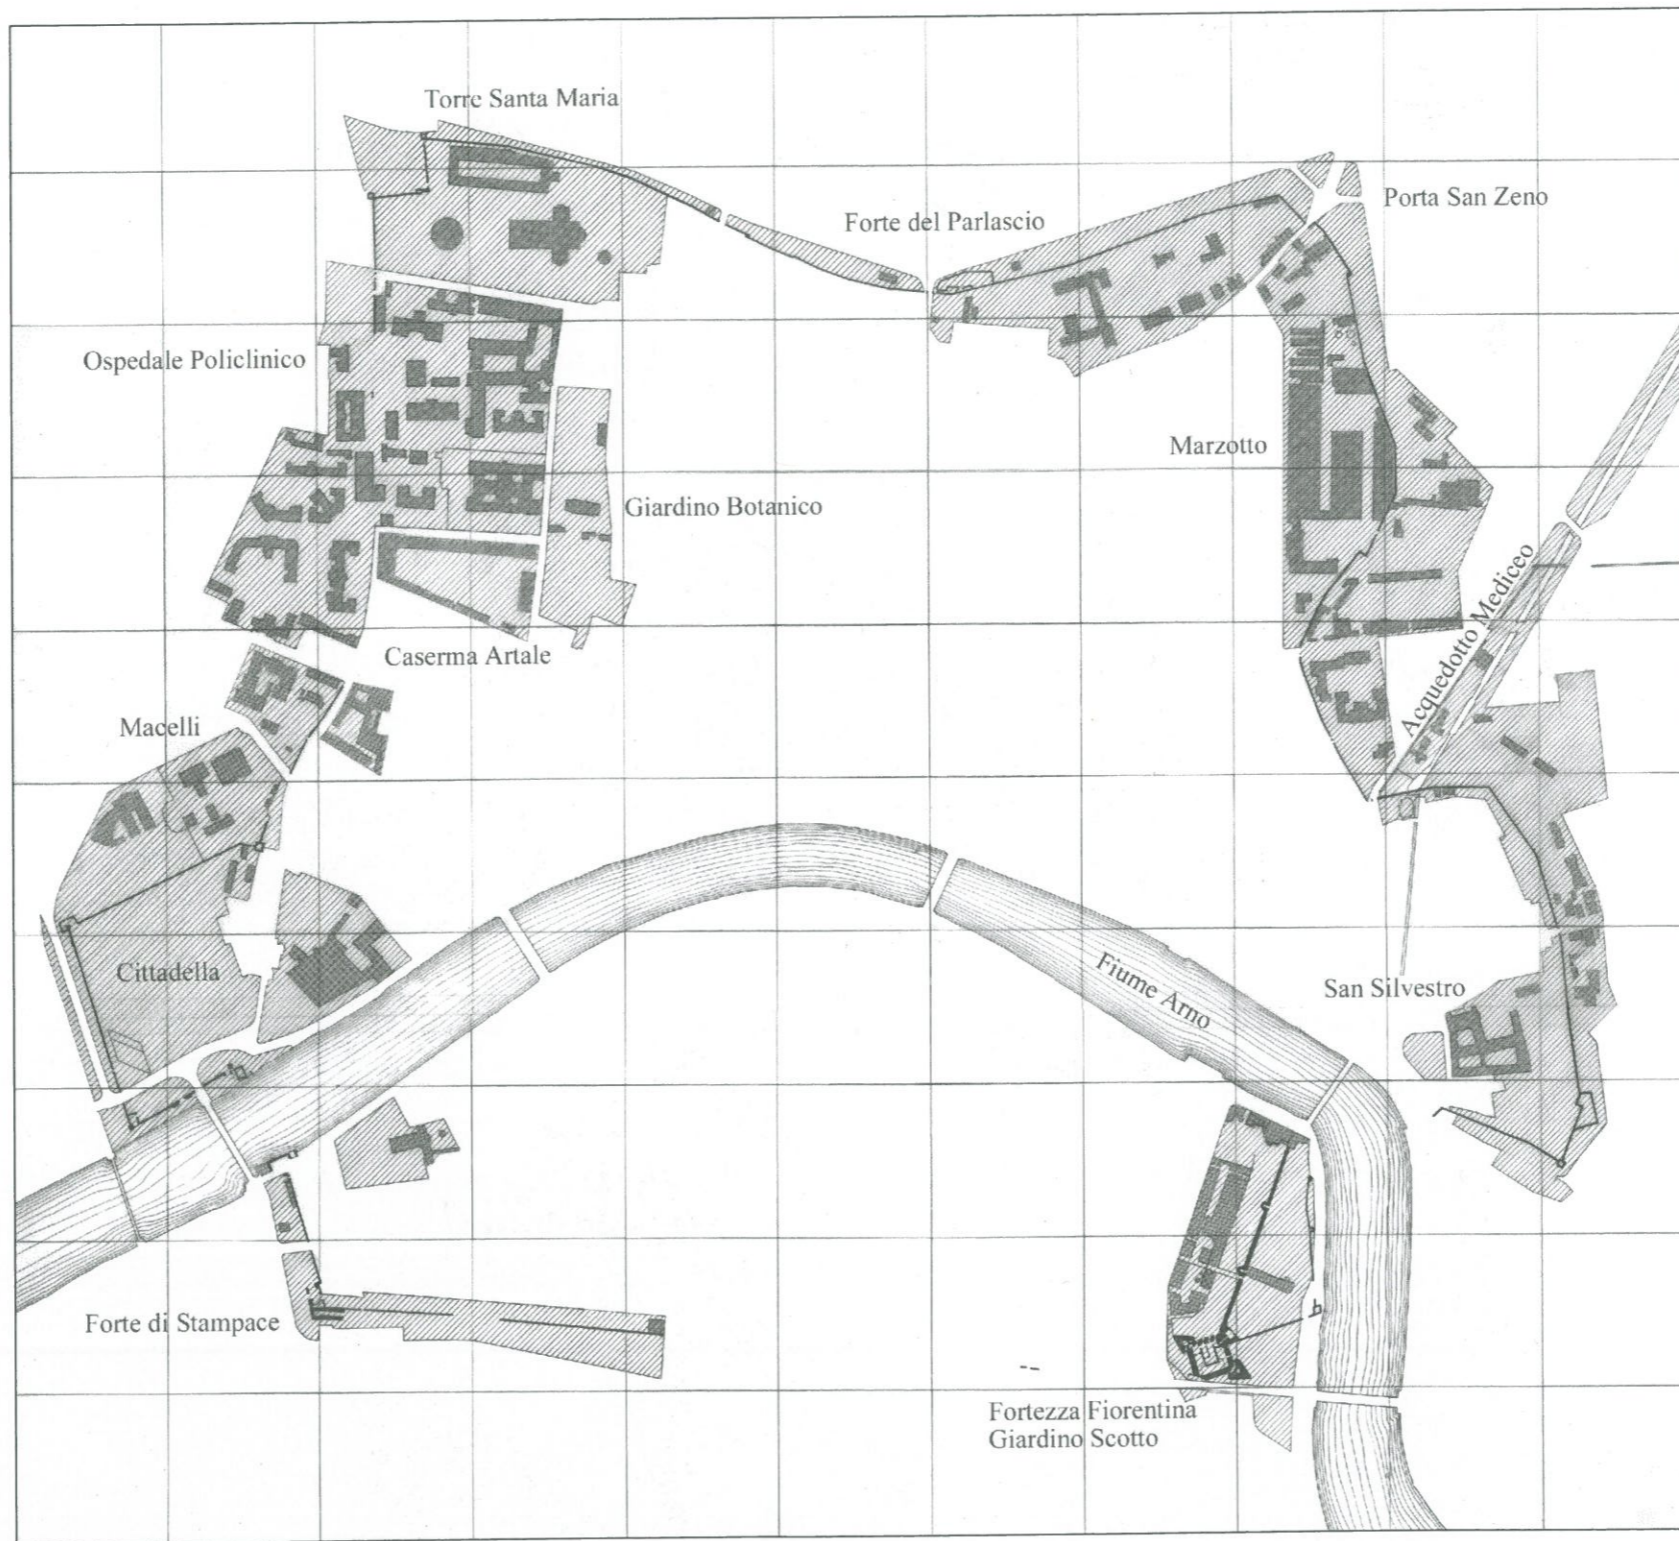 Torre Santa Maria
Porta San Zeno
Forte del Parlascio
Ospedale Policlinico
Marzotto
Giardino Botanico
Acquedotto Mediceo
Caserma Artale
Macelli
Cittadella
Fiume Arno
San Silvestro
Forte di Stampace
Fortezza Fiorentina
Giardino Scotto